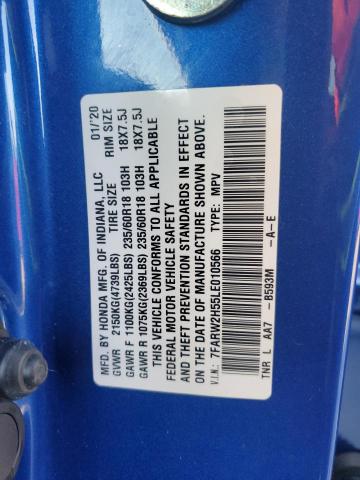 MFD. BY HONDA MFG. OF INDIANA, LLC 01/'20
GVWR 2150KG(4739LBS) TIRE SIZE RIM SIZE
GAWR F 1100KG(2425LBS) 235/60R18 103H 18X7.5J
GAWR R 1075KG(2369LBS) 235/60R18 103H 18X7.5J
THIS VEHICLE CONFORMS TO ALL APPLICABLE
FEDERAL MOTOR VEHICLE SAFETY
AND THEFT PREVENTION STANDARDS IN EFFECT
ON THE DATE OF MANUFACTURE SHOWN ABOVE.
V.I.N.: 7FARW2H55LE010566 TYPE: MPV
TNR L AA7 -B593M -A-E